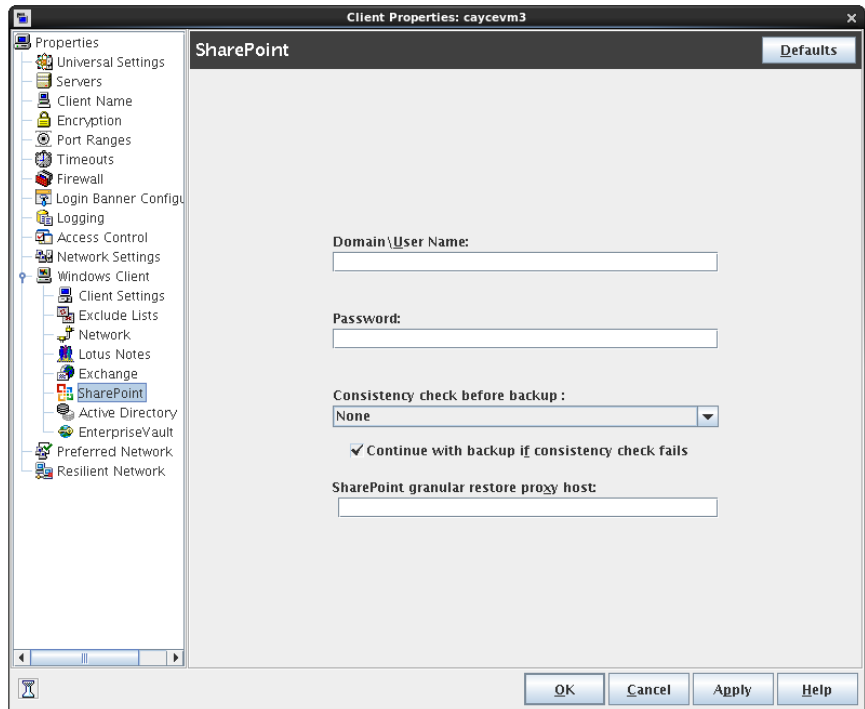 Client Properties: caycevm3
Properties
Universal Settings
Servers
Client Name
Encryption
Port Ranges
Timeouts
Firewall
Login Banner Configu
Logging
Access Control
Network Settings
Windows Client
Client Settings
Exclude Lists
Network
Lotus Notes
Exchange
SharePoint
Active Directory
EnterpriseVault
Preferred Network
Resilient Network
SharePoint
Defaults
Domain\User Name:
Password:
Consistency check before backup :
None
Continue with backup if consistency check fails
SharePoint granular restore proxy host:
OK
Cancel
Apply
Help